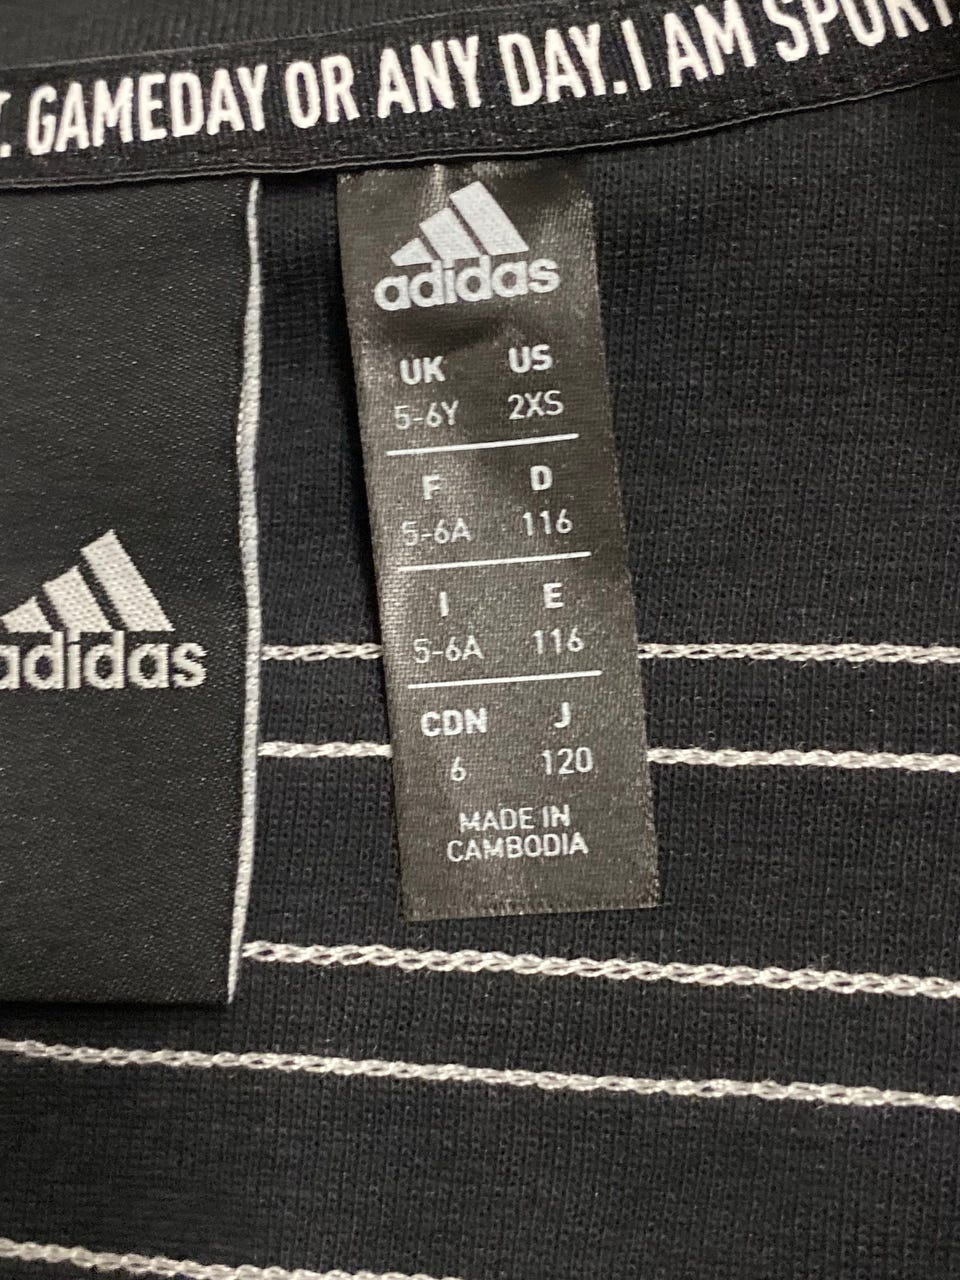 . GAMEDAY OR ANY DAY. I AM SPORT
adidas
adidas
UK US
5-6Y 2XS
F D
5-6A 116
I E
5-6A 116
CDN J
6 120
MADE IN
CAMBODIA